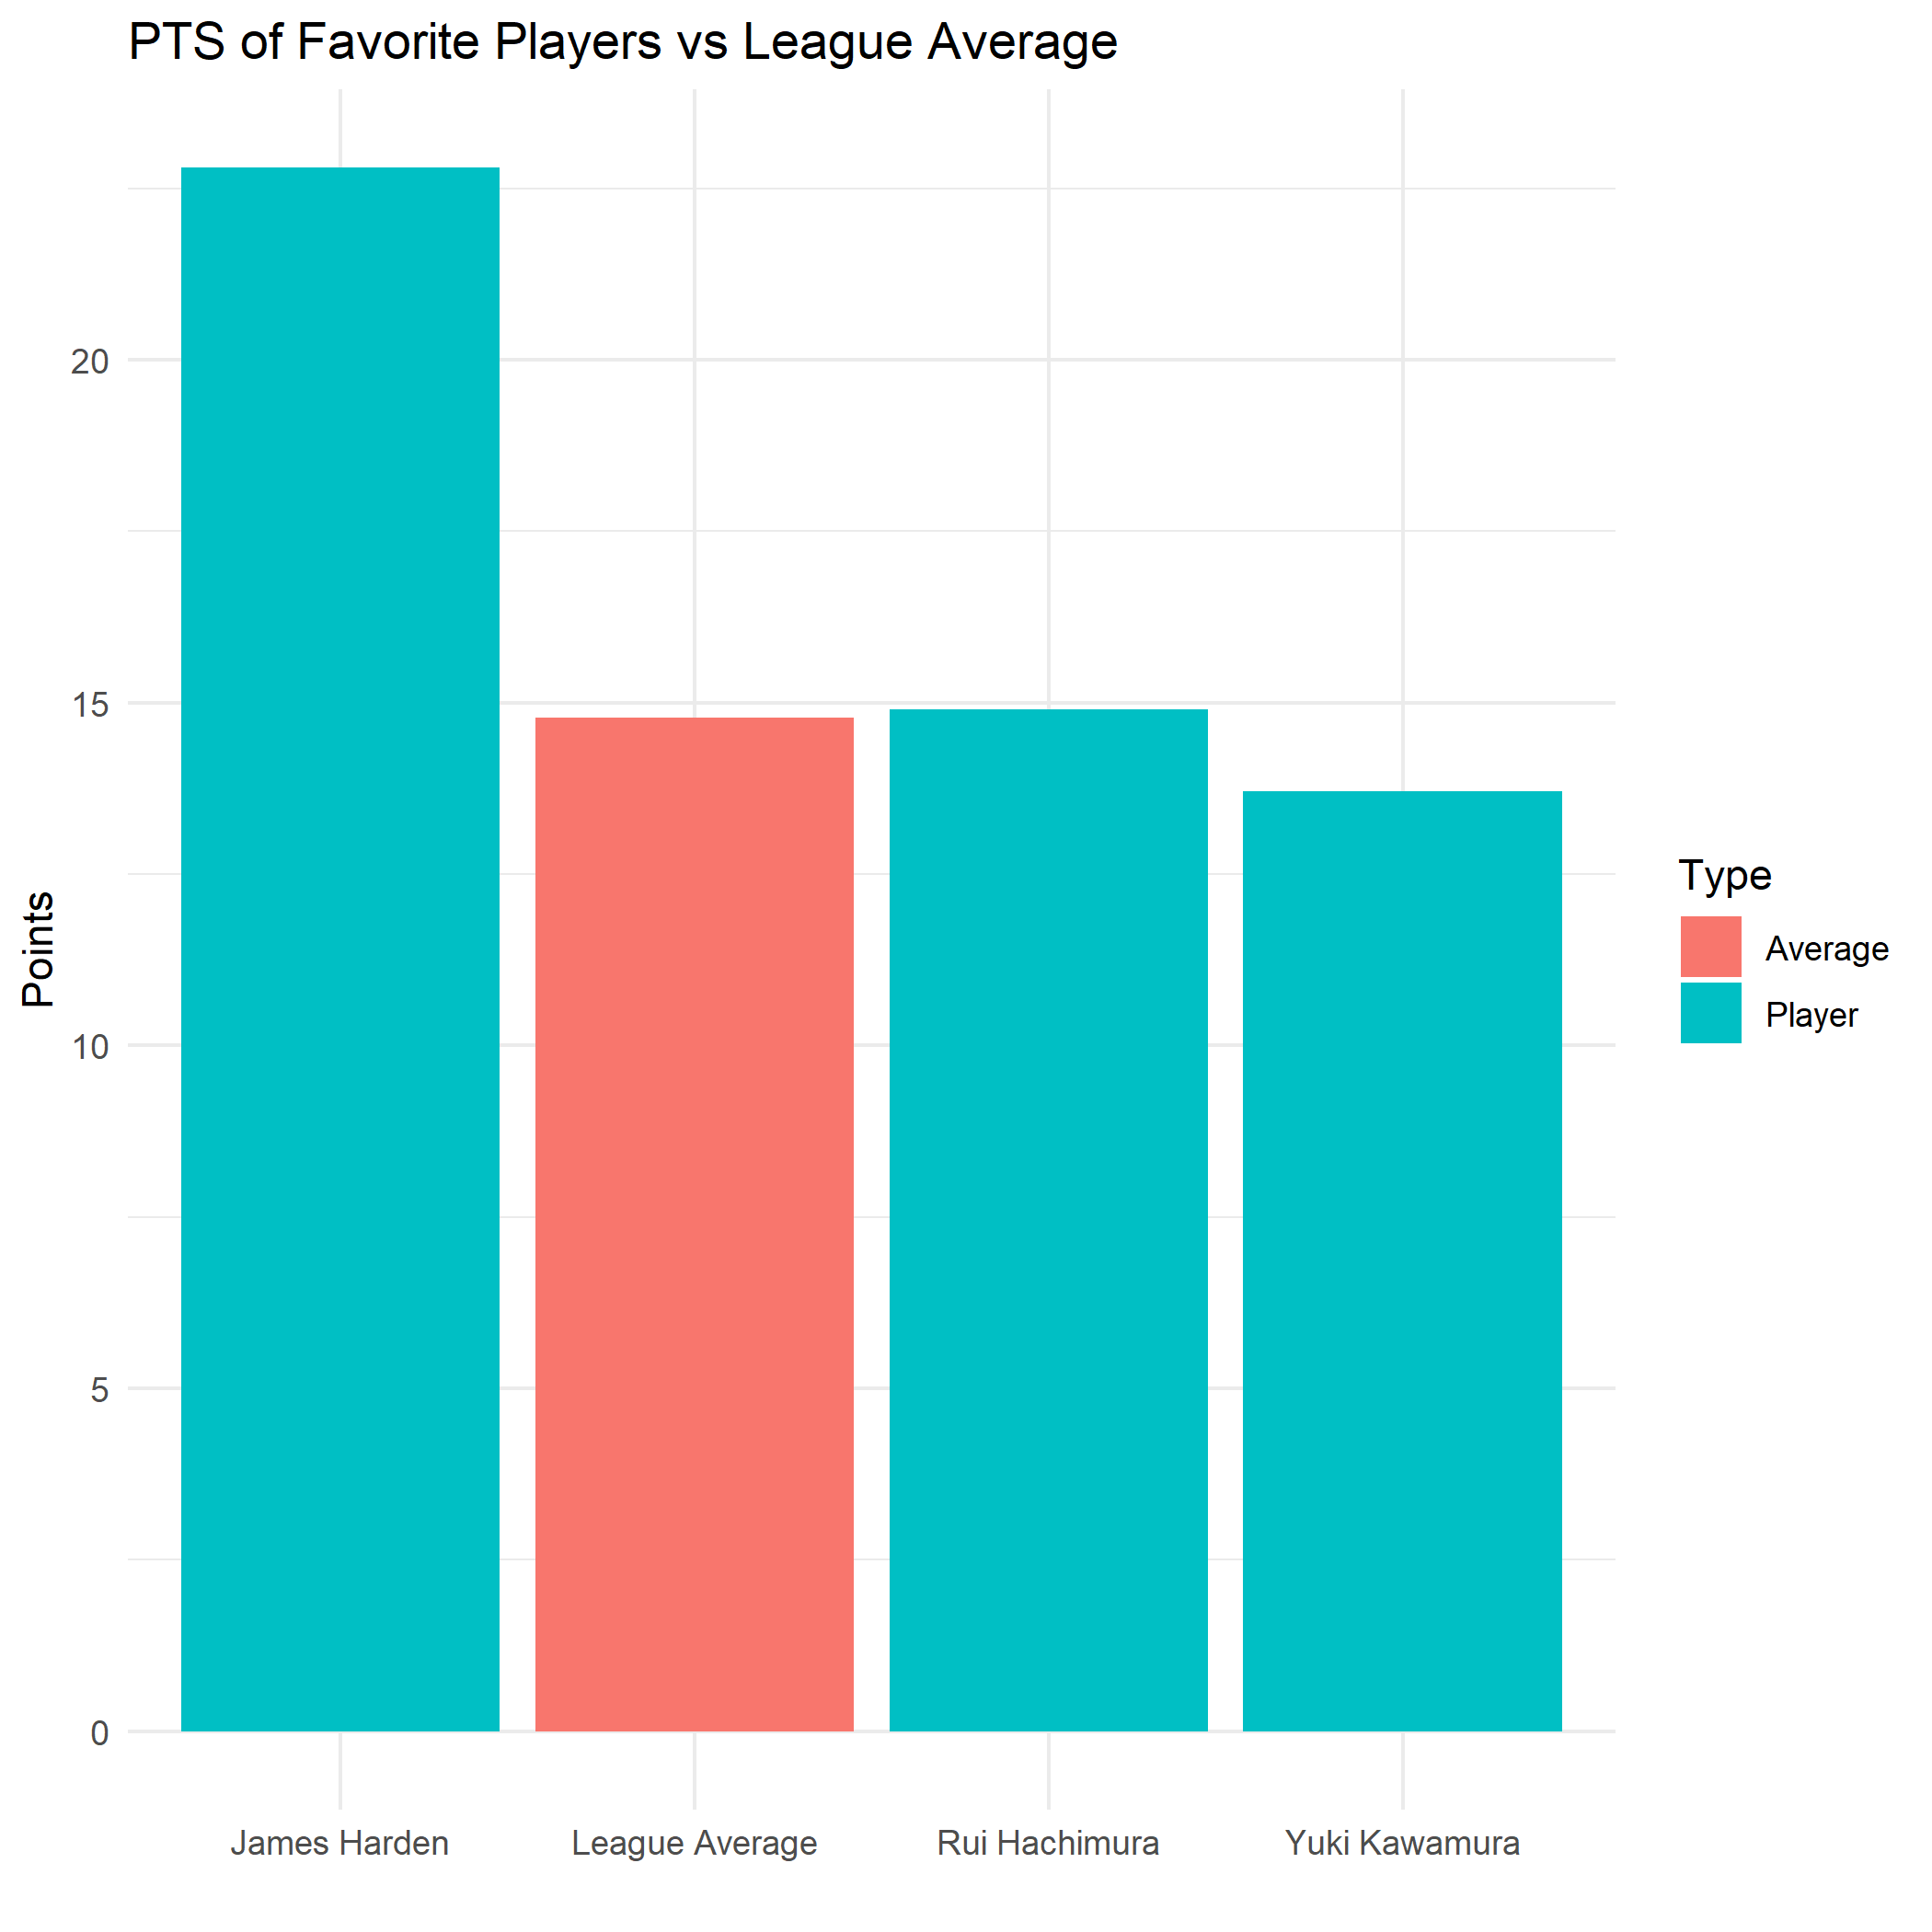 PTS of Favorite Players vs League Average
Points
20
15
10
5
0
James Harden
League Average
Rui Hachimura
Yuki Kawamura
Type
Average
Player